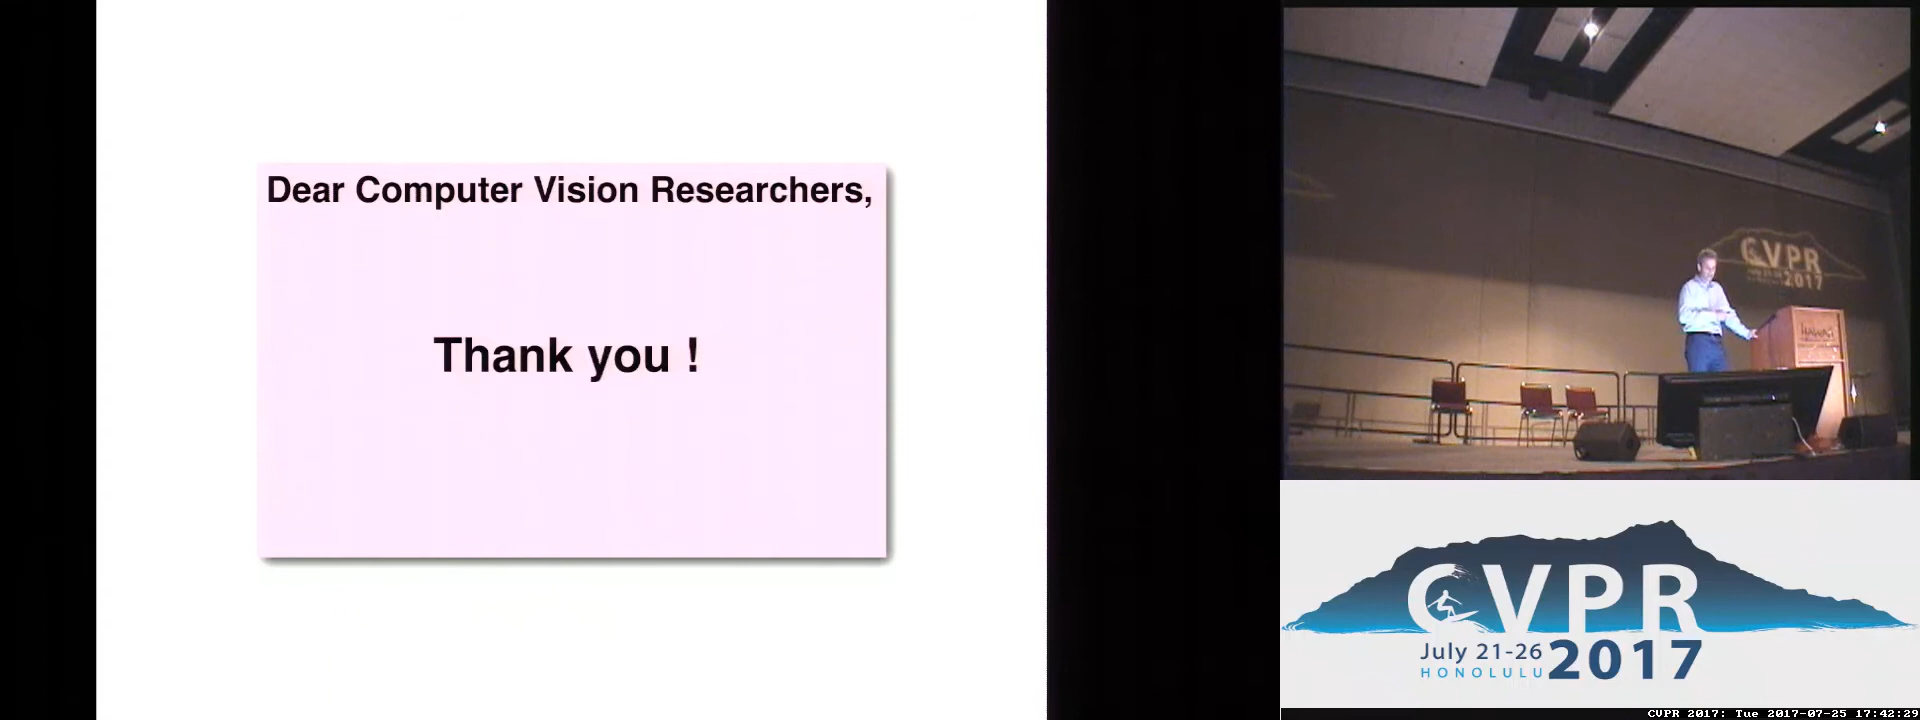 Dear Computer Vision Researchers,
Thank you !
CVPR
2017
CVPR
July 21-26
HONOLULU
2017
CVPR 2017: Tue 2017-07-25 17:42:29